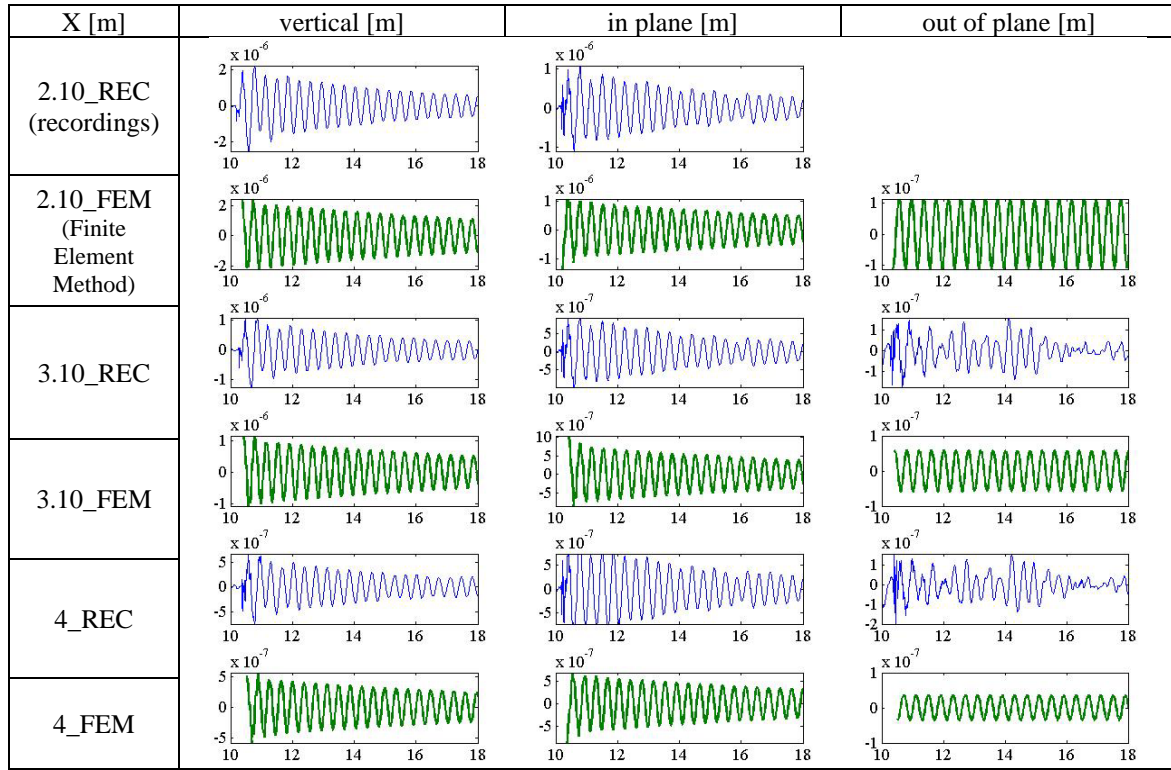 X [m] vertical [m] in plane [m] out of plane [m]
2.10_REC
(recordings)
x 10-6
2
0
-2
10 12 14 16 18
x 10-6
1
0
-1
10 12 14 16 18
2.10_FEM
(Finite
Element
Method)
x 10-6
2
0
-2
10 12 14 16 18
x 10-6
1
0
-1
10 12 14 16 18
x 10-7
1
0
-1
10 12 14 16 18
3.10_REC
x 10-6
1
0
-1
10 12 14 16 18
x 10-7
5
0
-5
10 12 14 16 18
x 10-7
1
0
-1
10 12 14 16 18
3.10_FEM
x 10-6
1
0
-1
10 12 14 16 18
x 10-7
10
5
0
-5
10 12 14 16 18
x 10-7
1
0
-1
10 12 14 16 18
4_REC
x 10-7
5
0
-5
10 12 14 16 18
x 10-7
5
0
-5
10 12 14 16 18
x 10-7
1
0
-1
-2
10 12 14 16 18
4_FEM
x 10-7
5
0
-5
10 12 14 16 18
x 10-7
5
0
-5
10 12 14 16 18
x 10-7
1
0
-1
10 12 14 16 18